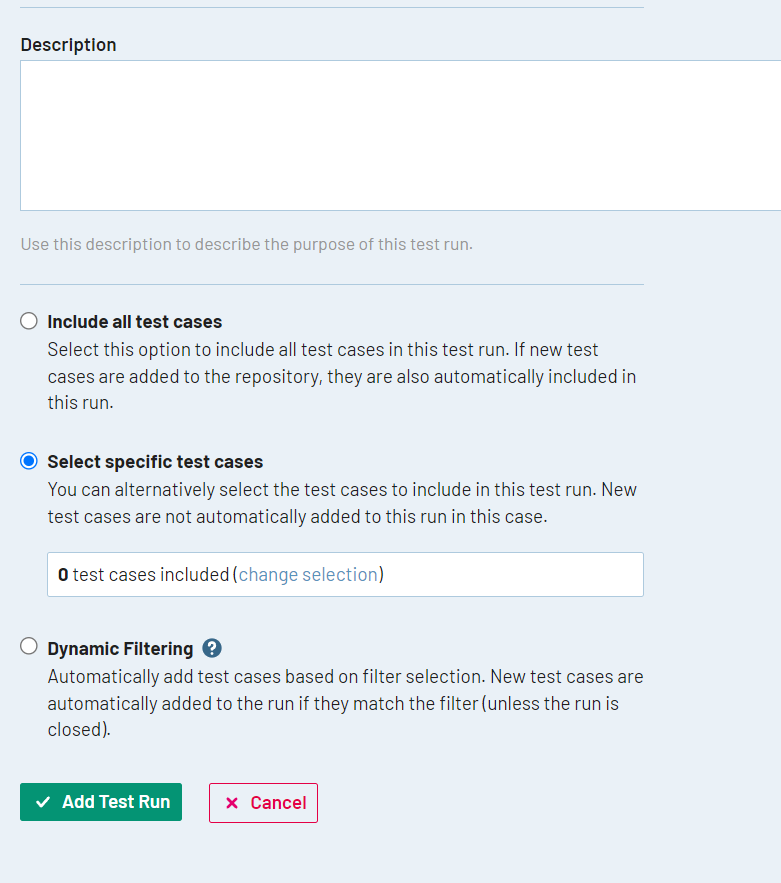 Description
Use this description to describe the purpose of this test run.
Include all test cases
Select this option to include all test cases in this test run. If new test
cases are added to the repository, they are also automatically included in
this run.
Select specific test cases
You can alternatively select the test cases to include in this test run. New
test cases are not automatically added to this run in this case.
0 test cases included (change selection)
Dynamic Filtering ?
Automatically add test cases based on filter selection. New test cases are
automatically added to the run if they match the filter (unless the run is
closed).
Add Test Run
Cancel